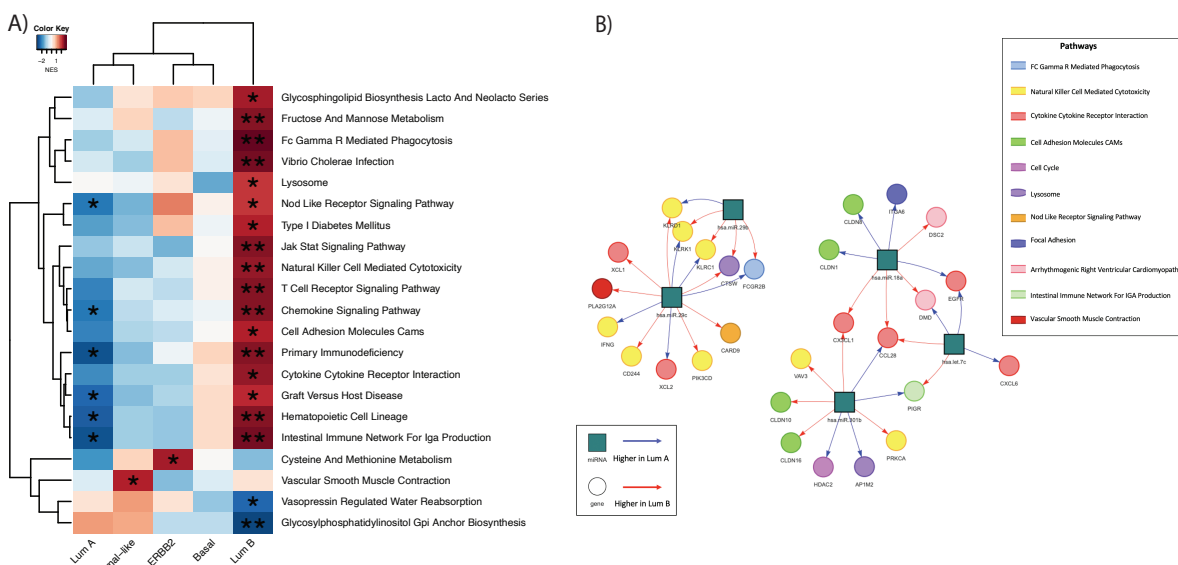 A)
Color Key
−2 1
NES
Glycosphingolipid Biosynthesis Lacto And Neolacto Series
Fructose And Mannose Metabolism
Fc Gamma R Mediated Phagocytosis
Vibrio Cholerae Infection
Lysosome
Nod Like Receptor Signaling Pathway
Type I Diabetes Mellitus
Jak Stat Signaling Pathway
Natural Killer Cell Mediated Cytotoxicity
T Cell Receptor Signaling Pathway
Chemokine Signaling Pathway
Cell Adhesion Molecules Cams
Primary Immunodeficiency
Cytokine Cytokine Receptor Interaction
Graft Versus Host Disease
Hematopoietic Cell Lineage
Intestinal Immune Network For Iga Production
Cysteine And Methionine Metabolism
Vascular Smooth Muscle Contraction
Vasopressin Regulated Water Reabsorption
Glycosylphosphatidylinositol Gpi Anchor Biosynthesis
Lum A
mal−like
ERBB2
Basal
Lum B
B)
KLRD1
hsa.miR.29b
KLRK1
KLRC1
XCL1
CTSW
FCGR2B
PLA2G12A
hsa.miR.29c
IFNG
CARD9
CD244
XCL2
PIK3CD
ITGA6
DSC2
CLDN1
hsa.miR.18a
EGFR
DMD
CX3CL1
CCL28
hsa.let.7c
CXCL6
VAV3
PIGR
CLDN10
hsa.miR.301b
CLDN16
PRKCA
HDAC2
AP1M2
miRNA
Higher in Lum A
gene
Higher in Lum B
Pathways
FC Gamma R Mediated Phagocytosis
Natural Killer Cell Mediated Cytotoxicity
Cytokine Cytokine Receptor Interaction
Cell Adhesion Molecules CAMs
Cell Cycle
Lysosome
Nod Like Receptor Signaling Pathway
Focal Adhesion
Arrhythmogenic Right Ventricular Cardiomyopath
Intestinal Immune Network For IGA Production
Vascular Smooth Muscle Contraction